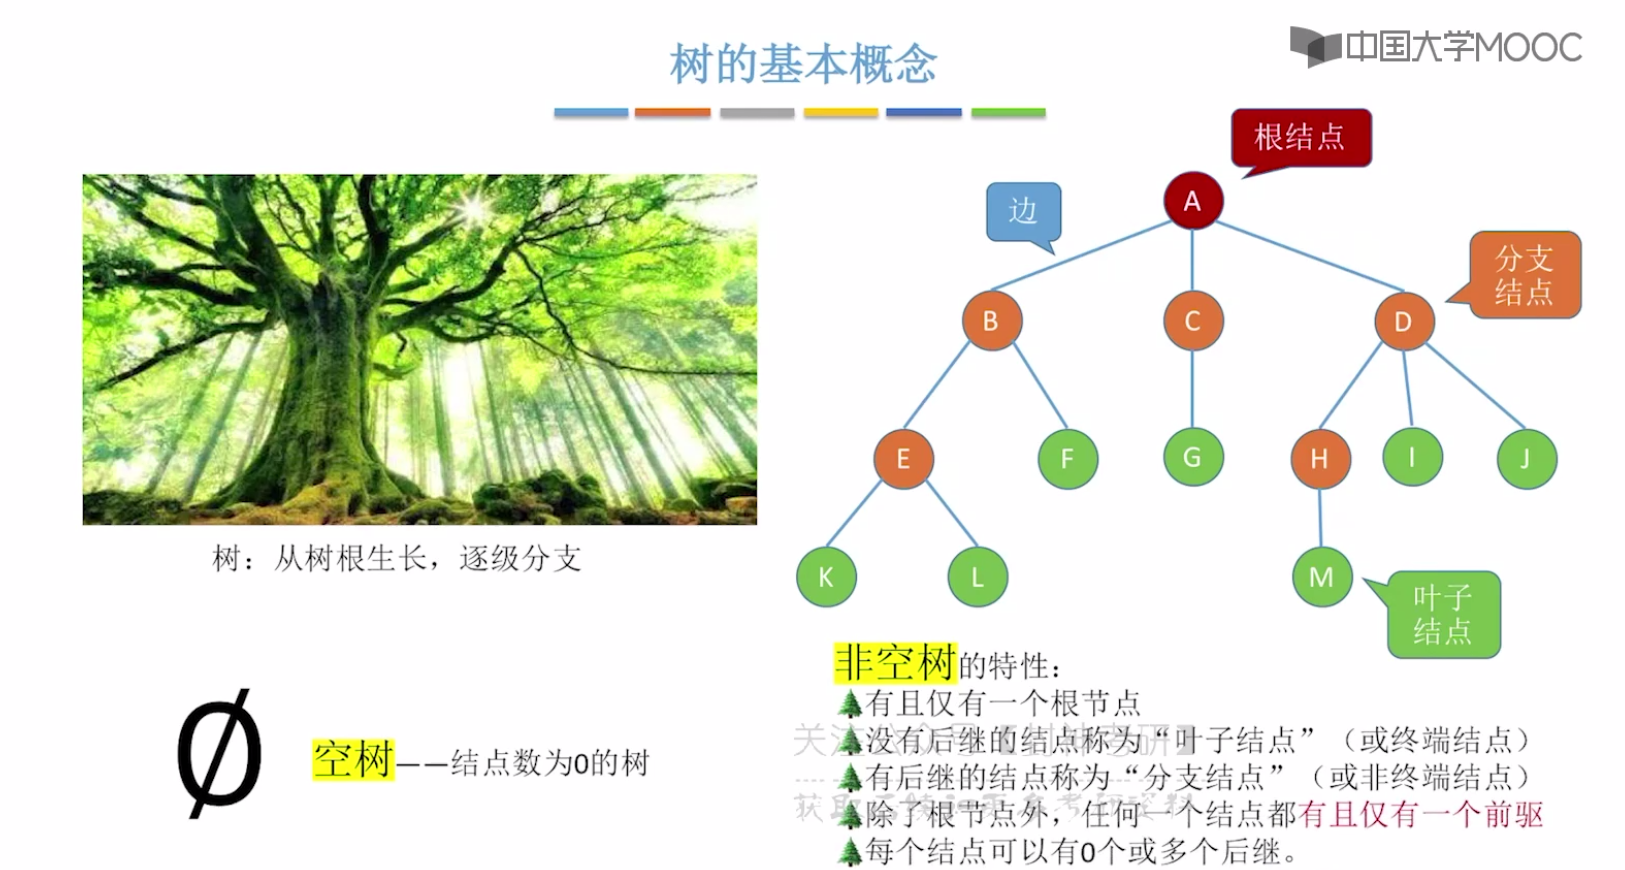 中国大学MOOC
树的基本概念
根结点
边
A
分支
结点
B
C
D
E
F
G
H
I
J
K
L
M
叶子
结点
树：从树根生长，逐级分支
Ø
空树——结点数为0的树
非空树的特性：
有且仅有一个根节点
没有后继的结点称为“叶子结点”（或终端结点）
有后继的结点称为“分支结点”（或非终端结点）
除了根节点外，任何一个结点都有且仅有一个前驱
每个结点可以有0个或多个后继。